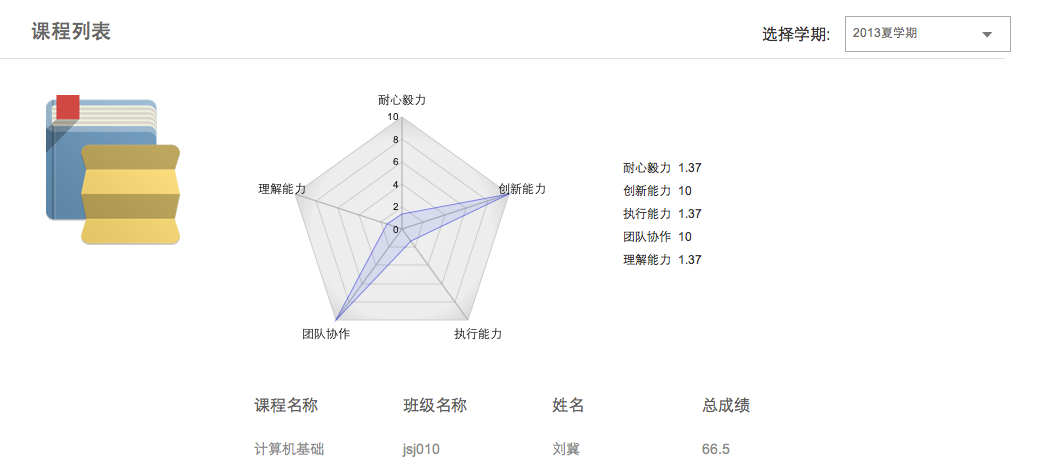 课程列表
选择学期: 2013夏学期
耐心毅力
10
8
6
4
2
0
理解能力
创新能力
团队协作
执行能力
耐心毅力 1.37
创新能力 10
执行能力 1.37
团队协作 10
理解能力 1.37
课程名称 班级名称 姓名 总成绩
计算机基础 jsj010 刘冀 66.5